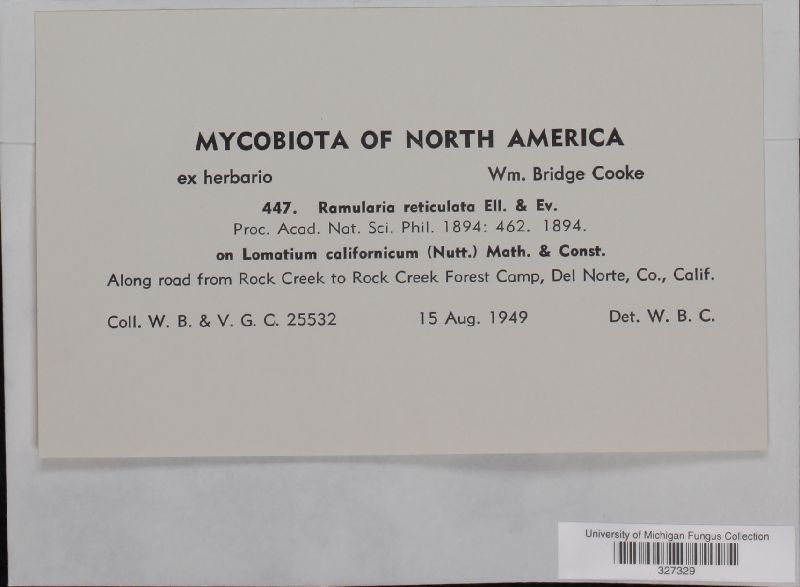 MYCOBIOTA OF NORTH AMERICA
ex herbario Wm. Bridge Cooke
447. Ramularia reticulata Ell. & Ev.
Proc. Acad. Nat. Sci. Phil. 1894: 462. 1894.
on Lomatium californicum (Nutt.) Math. & Const.
Along road from Rock Creek to Rock Creek Forest Camp, Del Norte, Co., Calif.
Coll. W. B. & V. G. C. 25532 15 Aug. 1949 Det. W. B. C.
University of Michigan Fungus Collection
327329